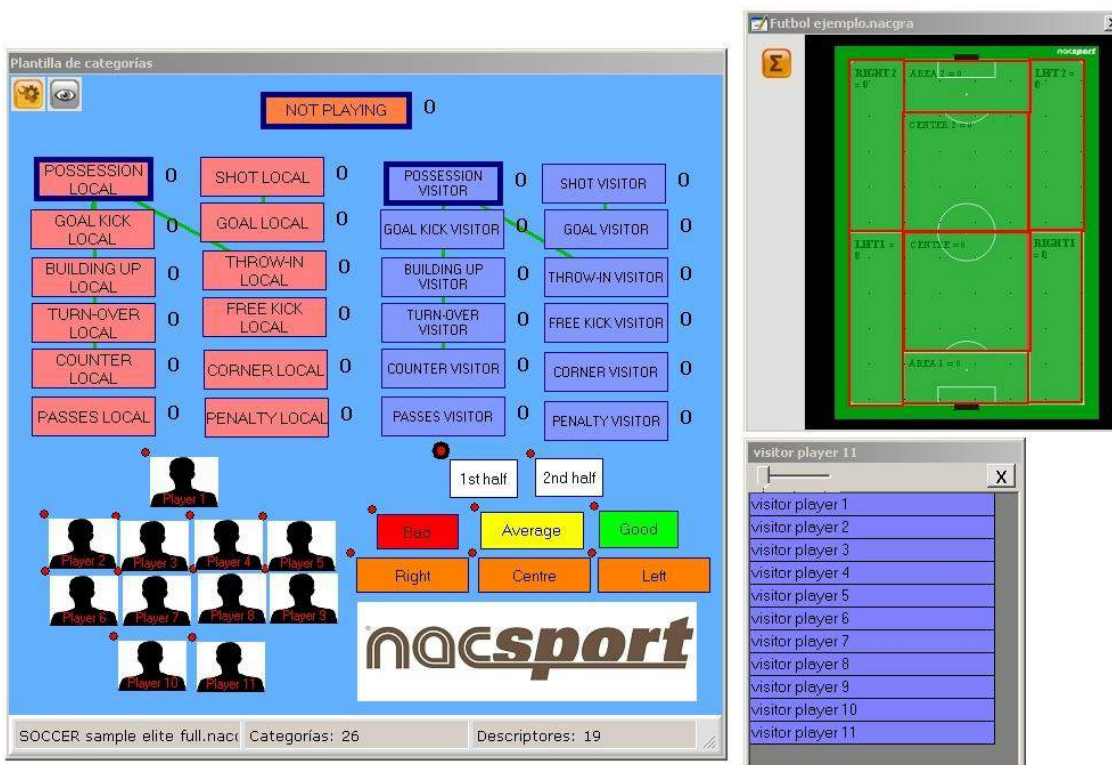 Plantilla de categorías
NOT PLAYING 0
POSSESSION LOCAL 0
SHOT LOCAL 0
GOAL KICK LOCAL 0
GOAL LOCAL 0
BUILDING UP LOCAL 0
THROW-IN LOCAL 0
TURN-OVER LOCAL 0
FREE KICK LOCAL 0
COUNTER LOCAL 0
CORNER LOCAL 0
PASSES LOCAL 0
PENALTY LOCAL 0
POSSESSION VISITOR 0
SHOT VISITOR 0
GOAL KICK VISITOR 0
GOAL VISITOR 0
BUILDING UP VISITOR 0
THROW-IN VISITOR 0
TURN-OVER VISITOR 0
FREE KICK VISITOR 0
COUNTER VISITOR 0
CORNER VISITOR 0
PASSES VISITOR 0
PENALTY VISITOR 0
Player 1
Player 2 Player 3 Player 4 Player 5
Player 6 Player 7 Player 8 Player 9
Player 10 Player 11
1st half 2nd half
Bad Average Good
Right Centre Left
nacsport
SOCCER sample elite full.nac Categorías: 26 Descriptores: 19
Futbol ejemplo.nacgra
Σ
nacsport
RIGHT2 = 0
AREA 2 = 0
LEFT2 = 0
CENTER 2 = 0
LEFT1 = 0
CENTER = 0
RIGHT1 = 0
AREA 1 = 0
visitor player 11
X
visitor player 1
visitor player 2
visitor player 3
visitor player 4
visitor player 5
visitor player 6
visitor player 7
visitor player 8
visitor player 9
visitor player 10
visitor player 11